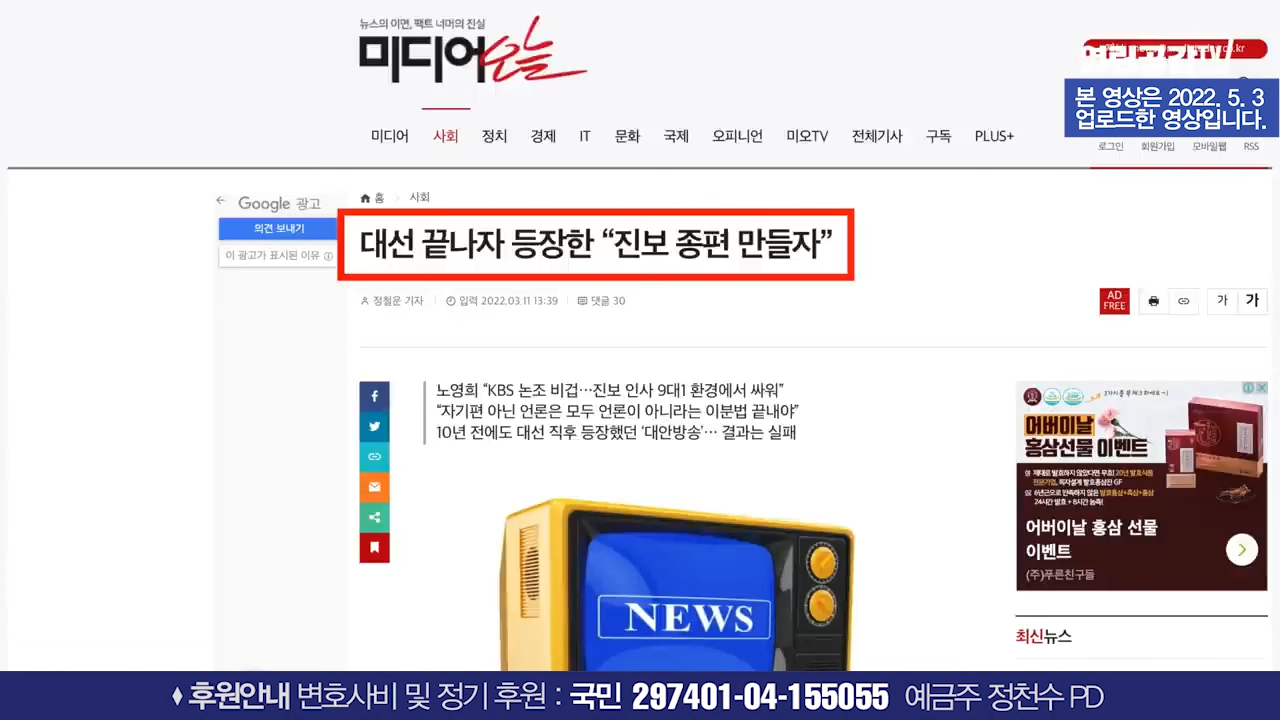 뉴스의 이면, 팩트 너머의 진실
미디어오늘
본 영상은 2022. 5. 3
업로드한 영상입니다.
미디어 사회 정치 경제 IT 문화 국제 오피니언 미오TV 전체기사 구독 PLUS+
로그인 회원가입 모바일웹 RSS
Google 광고
의견 보내기
이 광고가 표시된 이유
홈 사회
대선 끝나자 등장한 “진보 종편 만들자”
정철운 기자 입력 2022.03.11 13:39 댓글 30
AD
FREE
가 가
노영희 “KBS 논조 비겁…진보 인사 9대1 환경에서 싸워”
“자기편 아닌 언론은 모두 언론이 아니라는 이분법 끝내야”
10년 전에도 대선 직후 등장했던 ‘대안방송’… 결과는 실패
NEWS
어버이날
홍삼선물 이벤트
어버이날 홍삼 선물
이벤트
(주)푸른친구들
최신뉴스
♦ 후원안내 변호사비 및 정기 후원 : 국민 297401-04-155055 예금주 정천수 PD